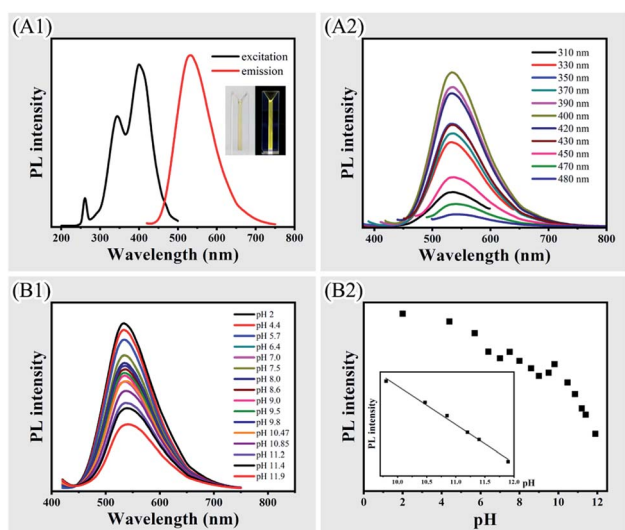 (A1)
excitation
emission
PL intensity
200 300 400 500 600 700 800
Wavelength (nm)
(A2)
310 nm
330 nm
350 nm
370 nm
390 nm
400 nm
420 nm
430 nm
450 nm
470 nm
480 nm
PL intensity
400 500 600 700 800
Wavelength (nm)
(B1)
pH 2
pH 4.4
pH 5.7
pH 6.4
pH 7.0
pH 7.5
pH 8.0
pH 8.6
pH 9.0
pH 9.5
pH 9.8
pH 10.47
pH 10.85
pH 11.2
pH 11.4
pH 11.9
PL intensity
400 500 600 700 800
Wavelength (nm)
(B2)
PL intensity
PL intensity
10.0 10.5 11.0 11.5 12.0
pH
0 2 4 6 8 10 12
pH